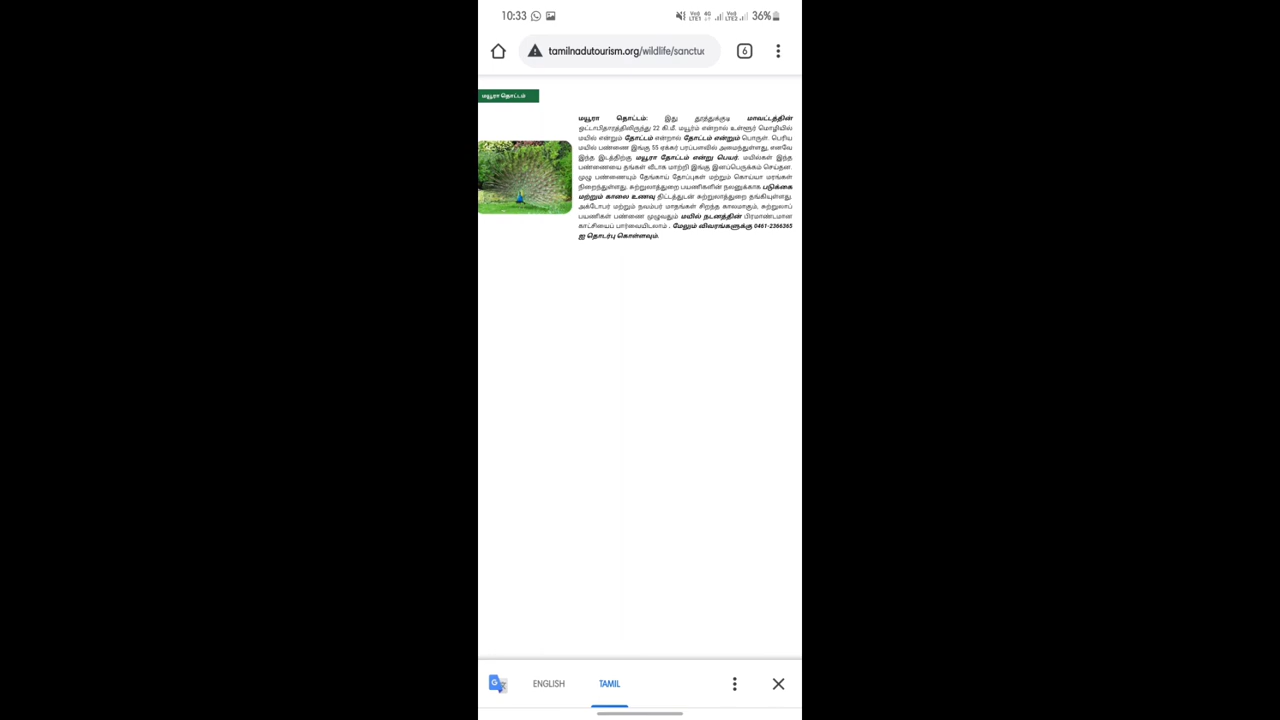 10:33
Vo)) LTE1 4G Vo)) LTE2 36%
tamilnadutourism.org/wildlife/sanctu
6
மயூரா தொட்டம்
மயூரா தொட்டம்: இது தூத்துக்குடி மாவட்டத்தின்
ஒட்டாபிதாரத்திலிருந்து 22 கி.மீ. மயூர்ம் என்றால் உள்ளூர் மொழியில்
மயில் என்றும் தோட்டம் என்றால் தோட்டம் என்றும் பொருள். பெரிய
மயில் பண்ணை இங்கு 55 ஏக்கர் பரப்பளவில் அமைந்துள்ளது, எனவே
இந்த இடத்திற்கு மயூரா தோட்டம் என்று பெயர். மயில்கள் இந்த
பண்ணையை தங்கள் வீடாக மாற்றி இங்கு இனப்பெருக்கம் செய்தன.
முழு பண்ணையும் தேங்காய் தோப்புகள் மற்றும் கொய்யா மரங்கள்
நிறைந்துள்ளது. சுற்றுலாத்துறை பயணிகளின் நலனுக்காக படுக்கை
மற்றும் காலை உணவு திட்டத்துடன் சுற்றுலாத்துறை தங்கியுள்ளது.
அக்டோபர் மற்றும் நவம்பர் மாதங்கள் சிறந்த காலமாகும், சுற்றுலாப்
பயணிகள் பண்ணை முழுவதும் மயில் நடனத்தின் பிரமாண்டமான
காட்சியைப் பார்வையிடலாம் . மேலும் விவரங்களுக்கு 0461-2366365
ஐ தொடர்பு கொள்ளவும்.
ENGLISH TAMIL